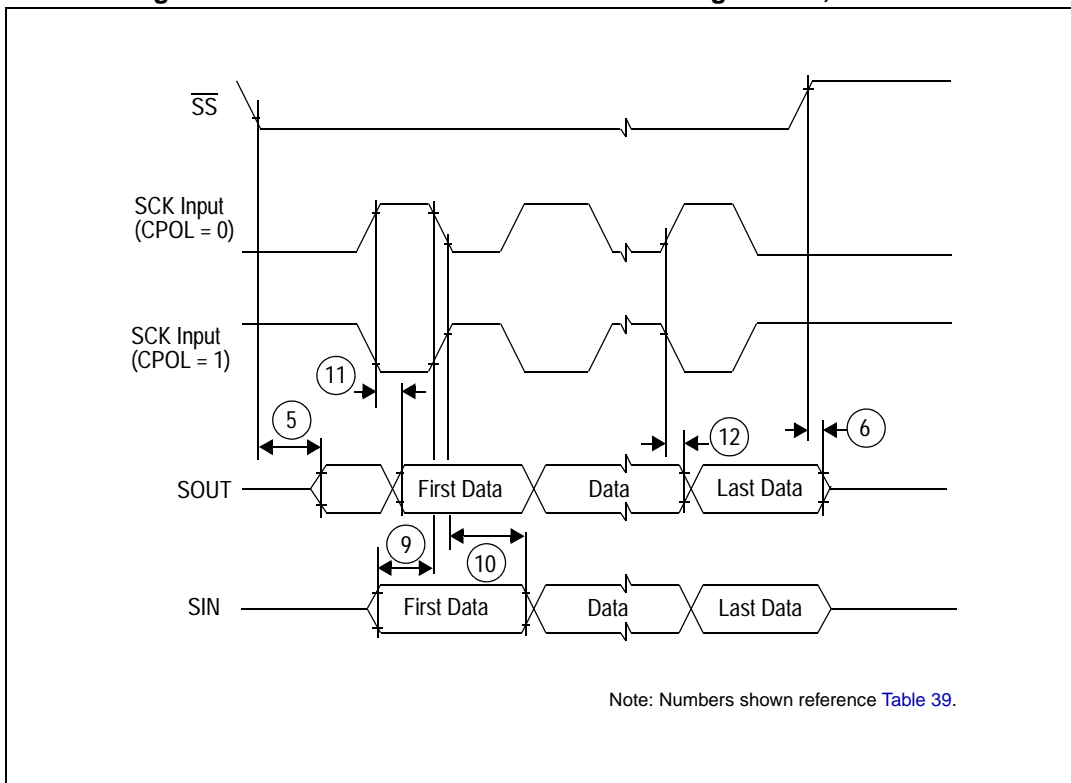 SS
SCK Input
(CPOL = 0)
SCK Input
(CPOL = 1)
11
5
12
6
SOUT
First Data
Data
Last Data
9
10
SIN
First Data
Data
Last Data
Note: Numbers shown reference Table 39.